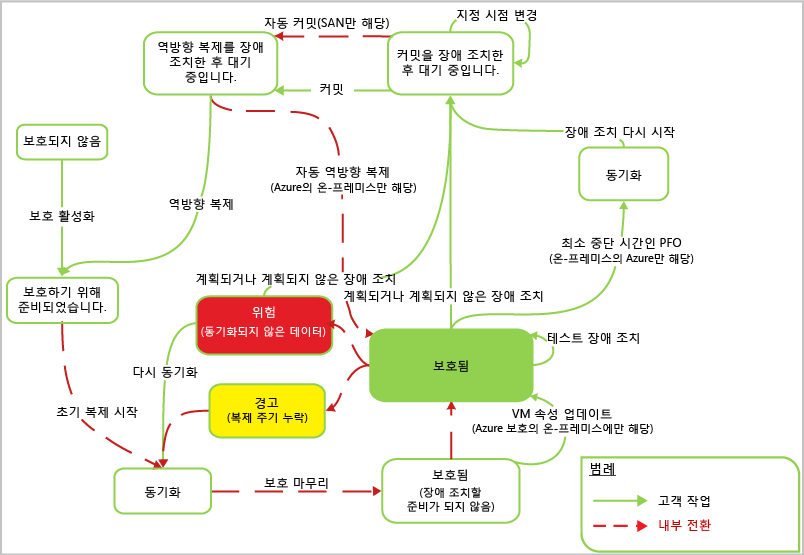 자동 커밋(SAN만 해당)
지정 시점 변경
역방향 복제를 장애
조치한 후 대기
중입니다.
커밋을 장애 조치한
후 대기 중입니다.
커밋
보호되지 않음
장애 조치 다시 시작
동기화
자동 역방향 복제
(Azure의 온-프레미스만 해당)
역방향 복제
보호 활성화
최소 중단 시간인 PFO
(온-프레미스의 Azure만 해당)
보호하기 위해
준비되었습니다.
계획되거나 계획되지 않은 장애 조치
계획되거나 계획되지 않은 장애 조치
위험
(동기화되지 않은 데이터)
테스트 장애 조치
보호됨
다시 동기화
경고
(복제 주기 누락)
초기 복제 시작
VM 속성 업데이트
(Azure 보호의 온-프레미스에만 해당)
동기화
보호 마무리
보호됨
(장애 조치할
준비가 되지 않음)
범례
고객 작업
내부 전환